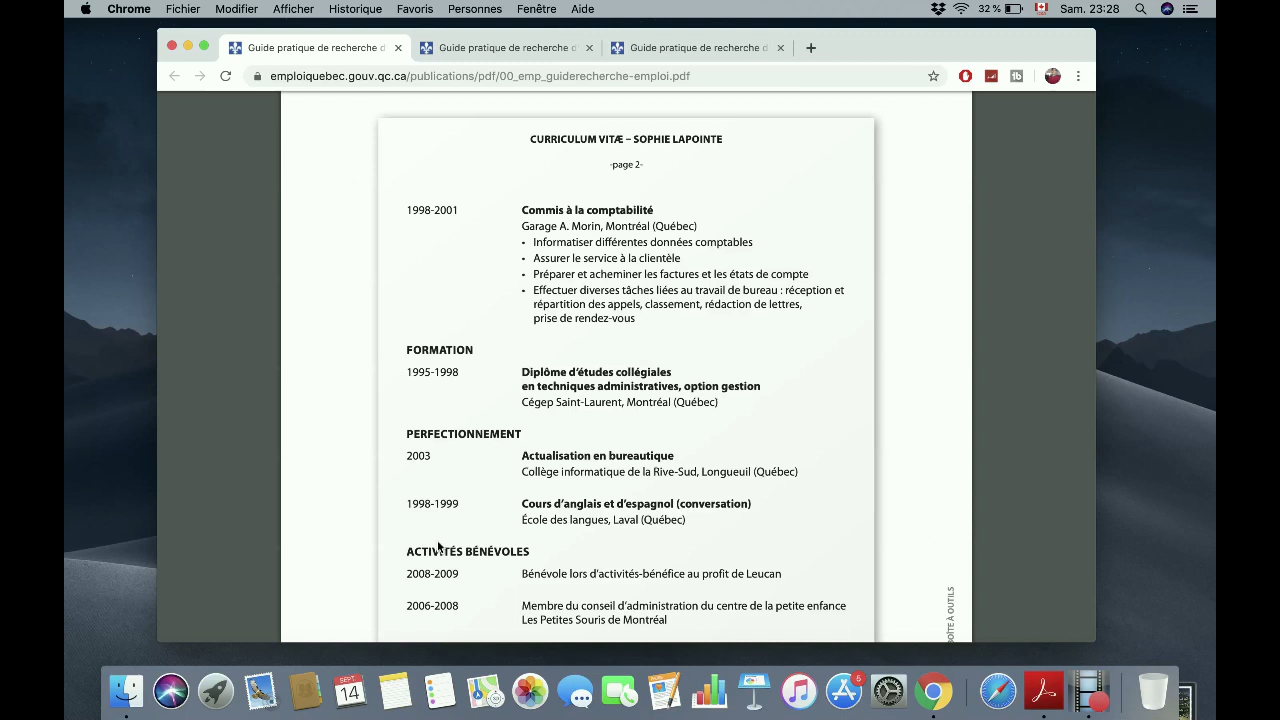 Chrome Fichier Modifier Afficher Historique Favoris Personnes Fenêtre Aide 32 % Sam. 23:28
Guide pratique de recherche d Guide pratique de recherche d Guide pratique de recherche d
emploiquebec.gouv.qc.ca/publications/pdf/00_emp_guiderecherche-emploi.pdf
CURRICULUM VITÆ – SOPHIE LAPOINTE
-page 2-
1998-2001 Commis à la comptabilité
Garage A. Morin, Montréal (Québec)
• Informatiser différentes données comptables
• Assurer le service à la clientèle
• Préparer et acheminer les factures et les états de compte
• Effectuer diverses tâches liées au travail de bureau : réception et
répartition des appels, classement, rédaction de lettres,
prise de rendez-vous
FORMATION
1995-1998 Diplôme d'études collégiales
en techniques administratives, option gestion
Cégep Saint-Laurent, Montréal (Québec)
PERFECTIONNEMENT
2003 Actualisation en bureautique
Collège informatique de la Rive-Sud, Longueuil (Québec)
1998-1999 Cours d'anglais et d'espagnol (conversation)
École des langues, Laval (Québec)
ACTIVITÉS BÉNÉVOLES
2008-2009 Bénévole lors d'activités-bénéfice au profit de Leucan
2006-2008 Membre du conseil d'administration du centre de la petite enfance
Les Petites Souris de Montréal
OÎTE À OUTILS
SEPT.
14
6